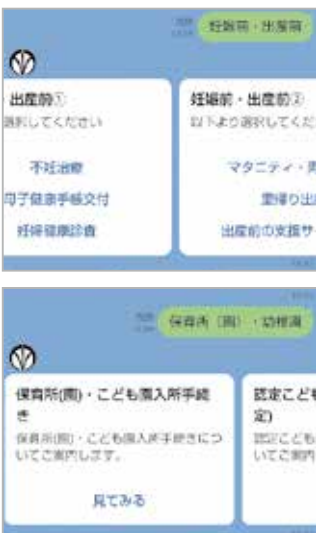 妊娠前・出産前
出産前①
選択してください
不妊治療
母子健康手帳交付
妊婦健康診査
妊娠前・出産前②
以下より選択してくだ
マタニティ・
里帰り出
出産前の支援サ
保育所（園）・幼稚園
保育所(園)・こども園入所手続
き
保育所(園)・こども園入所手続きにつ
いてご案内します。
見てみる
認定こども
定)
認定こども
いてご案内